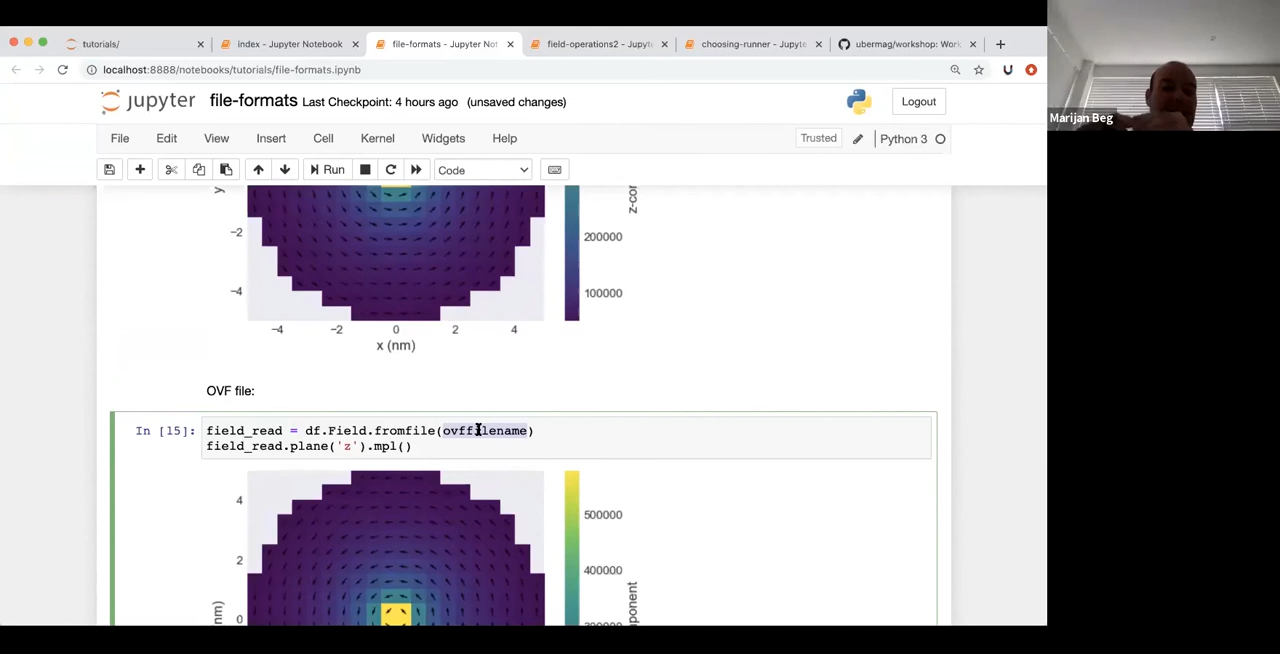 tutorials/
index - Jupyter Notebook
file-formats - Jupyter Not
field-operations2 - Jupyte
choosing-runner - Jupyte
ubermag/workshop: Work
localhost:8888/notebooks/tutorials/file-formats.ipynb
Marijan Beg
jupyter file-formats Last Checkpoint: 4 hours ago (unsaved changes)
Logout
File Edit View Insert Cell Kernel Widgets Help
Trusted
Python 3
Run
Code
y
z-cor
200000
−2
100000
−4
−4 −2 0 2 4
x (nm)
OVF file:
In [15]: field_read = df.Field.fromfile(ovffilename)
field_read.plane('z').mpl()
4
500000
2
400000
nm)
0
ponent